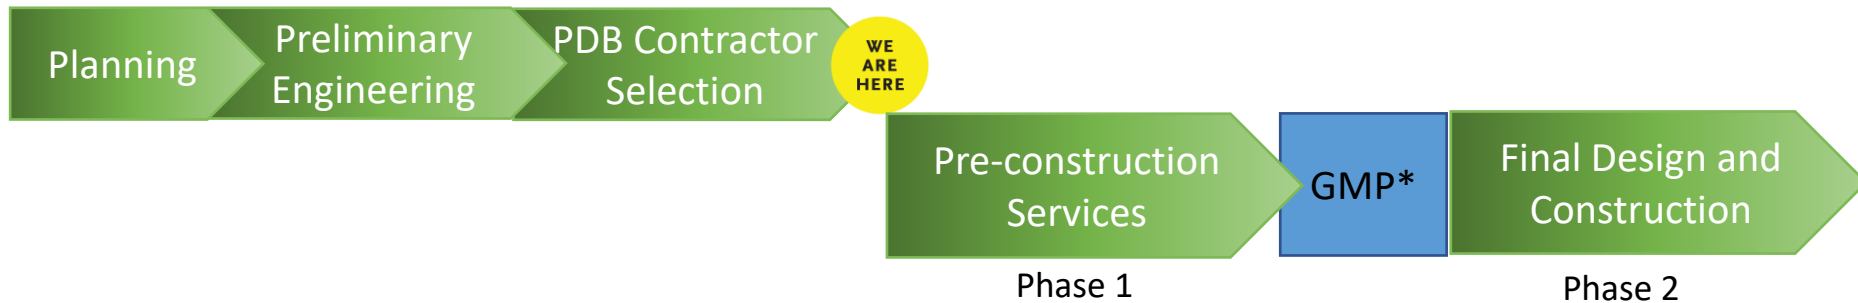 Planning
Preliminary
Engineering
PDB Contractor
Selection
WE
ARE
HERE
Pre-construction
Services
GMP*
Final Design and
Construction
Phase 1
Phase 2